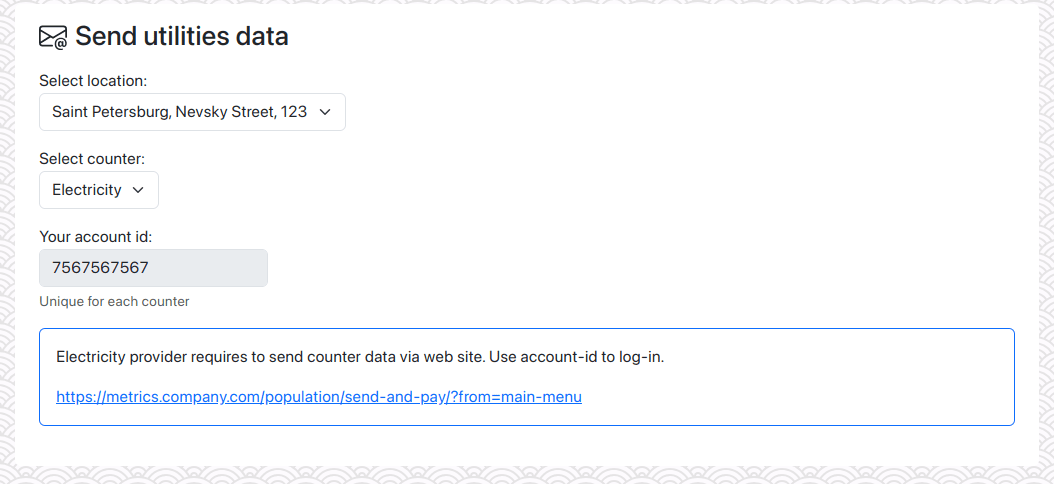 Send utilities data
Select location:
Saint Petersburg, Nevsky Street, 123
Select counter:
Electricity
Your account id:
7567567567
Unique for each counter
Electricity provider requires to send counter data via web site. Use account-id to log-in.
https://metrics.company.com/population/send-and-pay/?from=main-menu